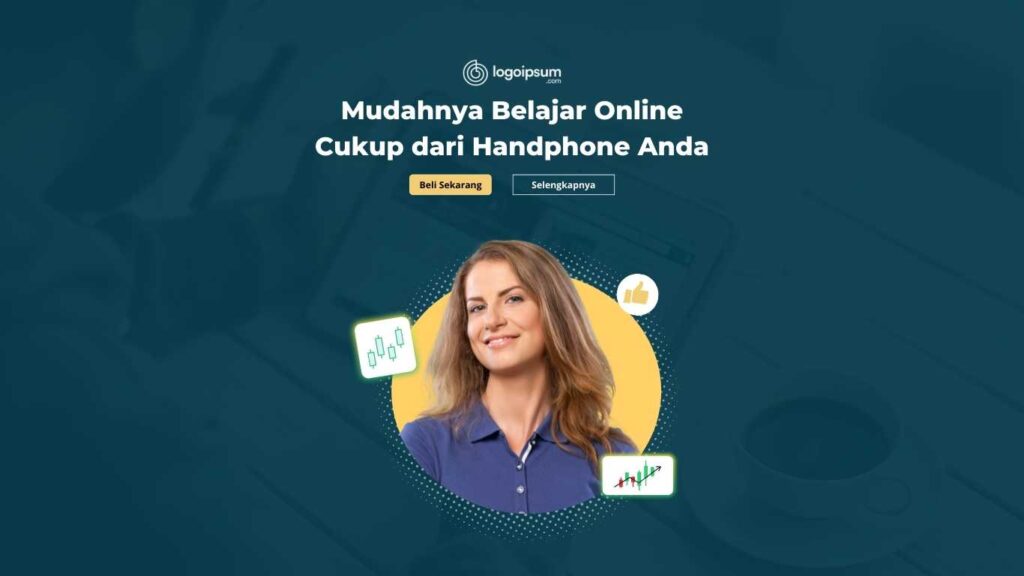 logoipsum
.com
Mudahnya Belajar Online
Cukup dari Handphone Anda
Beli Sekarang
Selengkapnya